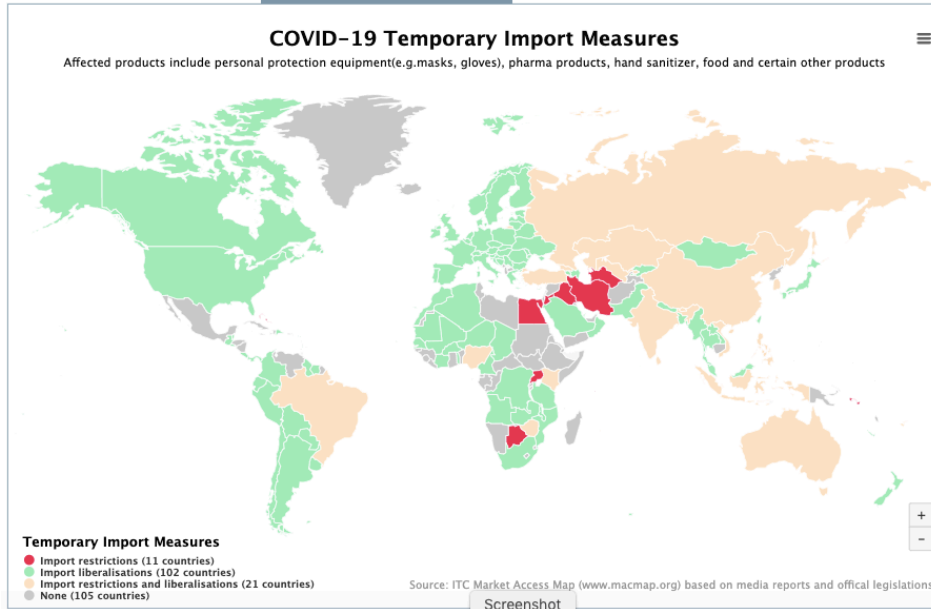 COVID-19 Temporary Import Measures
Affected products include personal protection equipment(e.g.masks, gloves), pharma products, hand sanitizer, food and certain other products
+
−
Temporary Import Measures
Import restrictions (11 countries)
Import liberalisations (102 countries)
Import restrictions and liberalisations (21 countries)
None (105 countries)
Source: ITC Market Access Map (www.macmap.org) based on media reports and offical legislations
Screenshot